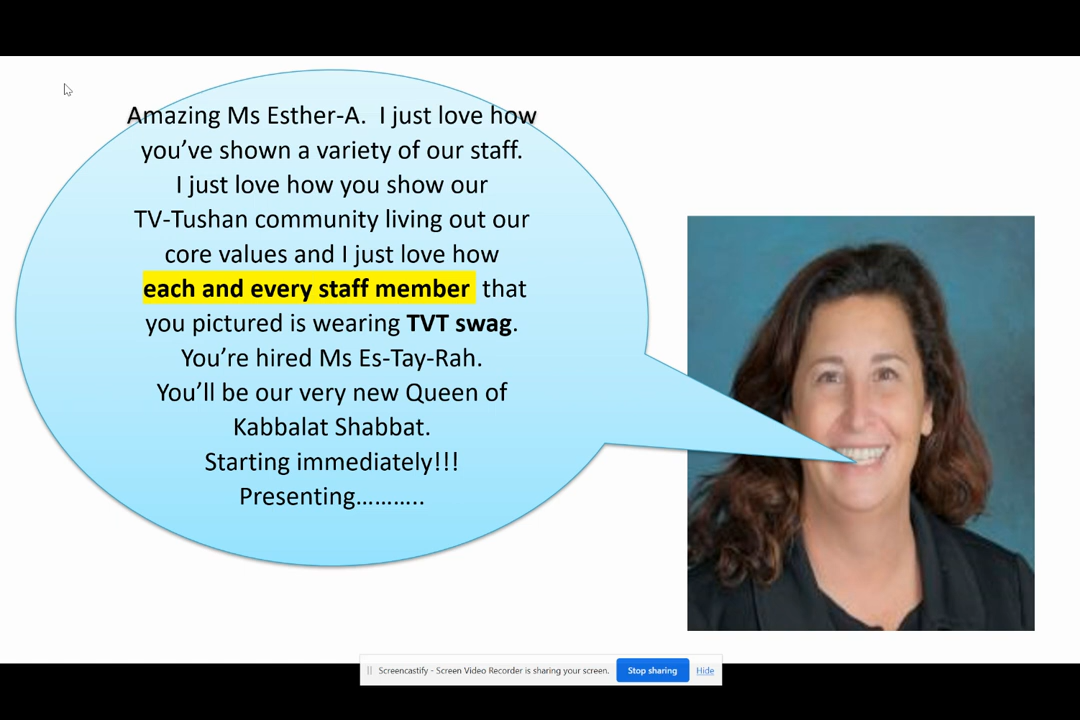 Amazing Ms Esther-A. I just love how
you’ve shown a variety of our staff.
I just love how you show our
TV-Tushan community living out our
core values and I just love how
each and every staff member that
you pictured is wearing TVT swag.
You’re hired Ms Es-Tay-Rah.
You’ll be our very new Queen of
Kabbalat Shabbat.
Starting immediately!!!
Presenting………..
Screencastify - Screen Video Recorder is sharing your screen. Stop sharing Hide